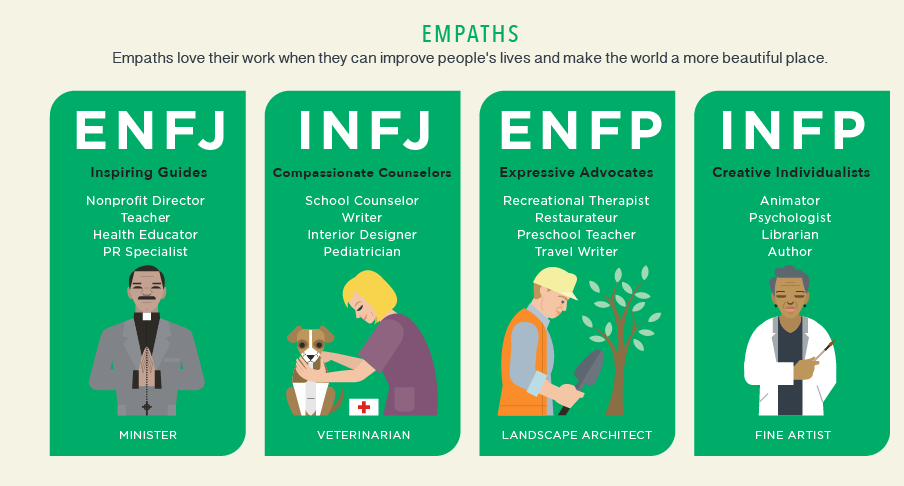 EMPATHS
Empaths love their work when they can improve people's lives and make the world a more beautiful place.
ENFJ
Inspiring Guides
Nonprofit Director
Teacher
Health Educator
PR Specialist
MINISTER
INFJ
Compassionate Counselors
School Counselor
Writer
Interior Designer
Pediatrician
VETERINARIAN
ENFP
Expressive Advocates
Recreational Therapist
Restaurateur
Preschool Teacher
Travel Writer
LANDSCAPE ARCHITECT
INFP
Creative Individualists
Animator
Psychologist
Librarian
Author
FINE ARTIST